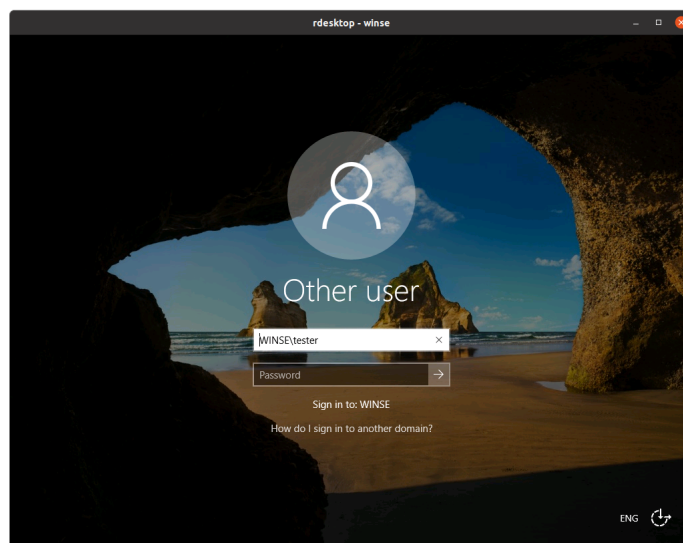 rdesktop - winse
Other user
WINSE\tester
Password
Sign in to: WINSE
How do I sign in to another domain?
ENG